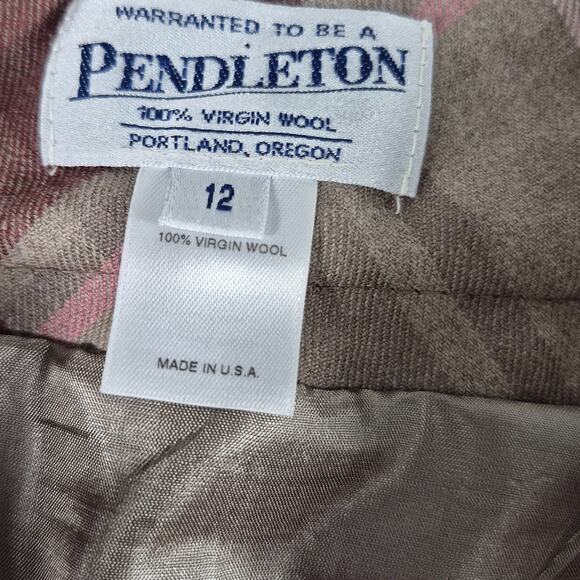 WARRANTED TO BE A
PENDLETON
100% VIRGIN WOOL
PORTLAND, OREGON
12
100% VIRGIN WOOL
MADE IN U.S.A.